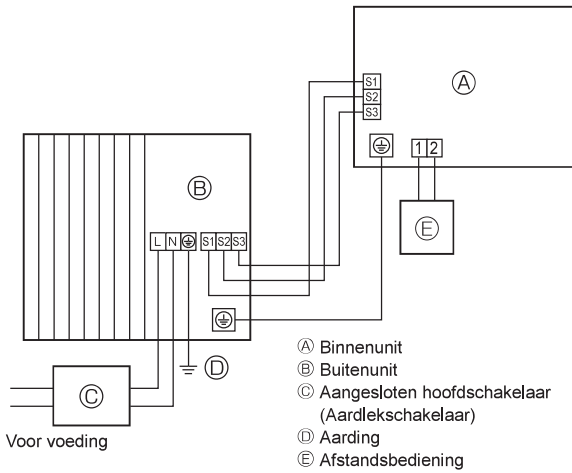 S1
S2
S3
Ⓐ
1 2
Ⓑ
L N S1 S2 S3
Ⓔ
Ⓓ
Ⓒ
Voor voeding
Ⓐ Binnenunit
Ⓑ Buitenunit
Ⓒ Aangesloten hoofdschakelaar
(Aardlekschakelaar)
Ⓓ Aarding
Ⓔ Afstandsbediening